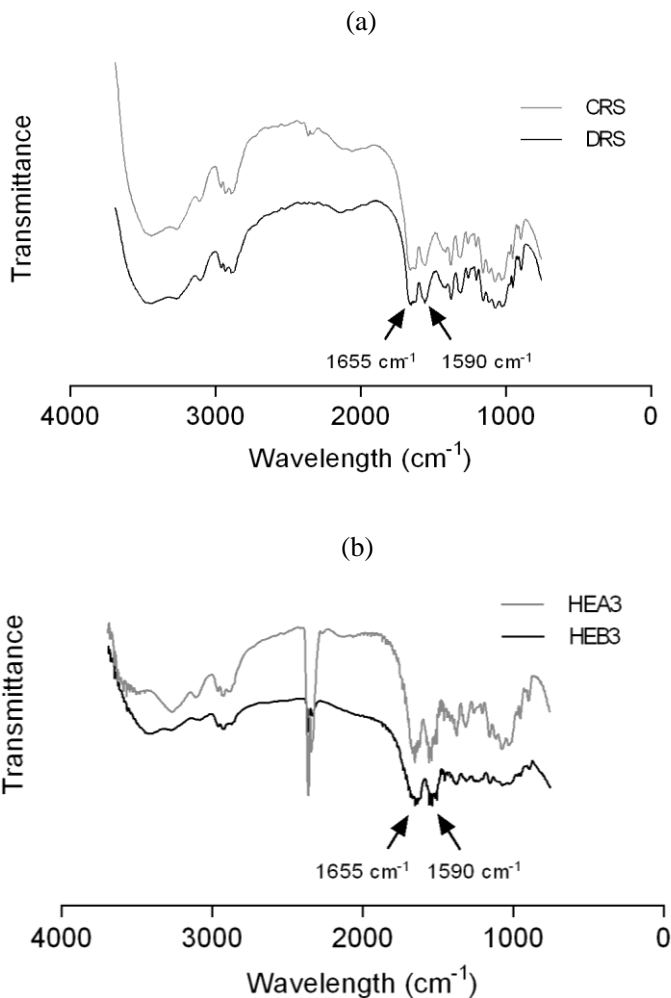 (a)
CRS
DRS
Transmittance
1655 cm⁻¹ 1590 cm⁻¹
4000 3000 2000 1000 0
Wavelength (cm⁻¹)
(b)
HEA3
HEB3
Transmittance
1655 cm⁻¹ 1590 cm⁻¹
4000 3000 2000 1000 0
Wavelength (cm⁻¹)